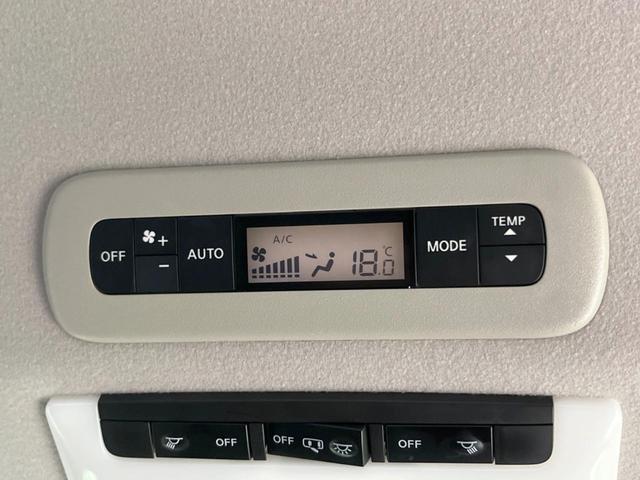 OFF
+
-
AUTO
A/C
18.0
°C
MODE
TEMP
OFF
OFF
OFF